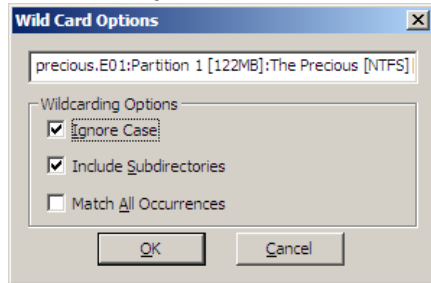 Wild Card Options
precious.E01:Partition 1 [122MB]:The Precious [NTFS]
Wildcarding Options
Ignore Case
Include Subdirectories
Match All Occurrences
OK
Cancel